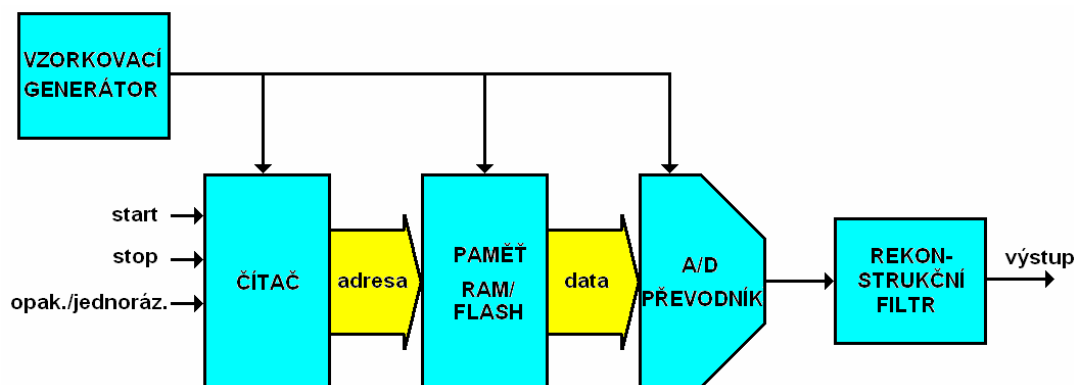 VZORKOVACÍ
GENERÁTOR
start
stop
opak./jednoráz.
ČÍTAČ
adresa
PAMĚŤ
RAM/
FLASH
data
A/D
PŘEVODNÍK
REKON-
STRUKČNÍ
FILTR
výstup